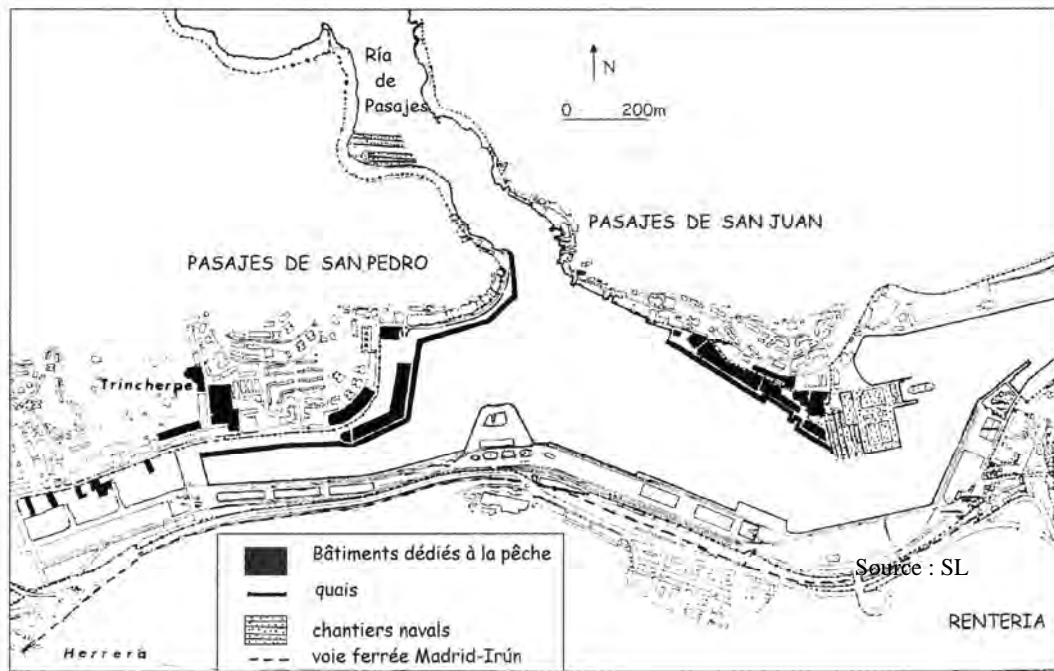 Ría
de
Pasajes
N
0 200m
PASAJES DE SAN JUAN
PASAJES DE SAN PEDRO
Trincherpe
Source : SL
RENTERIA
Herrera
Bâtiments dédiés à la pêche
quais
chantiers navals
voie ferrée Madrid-Irún